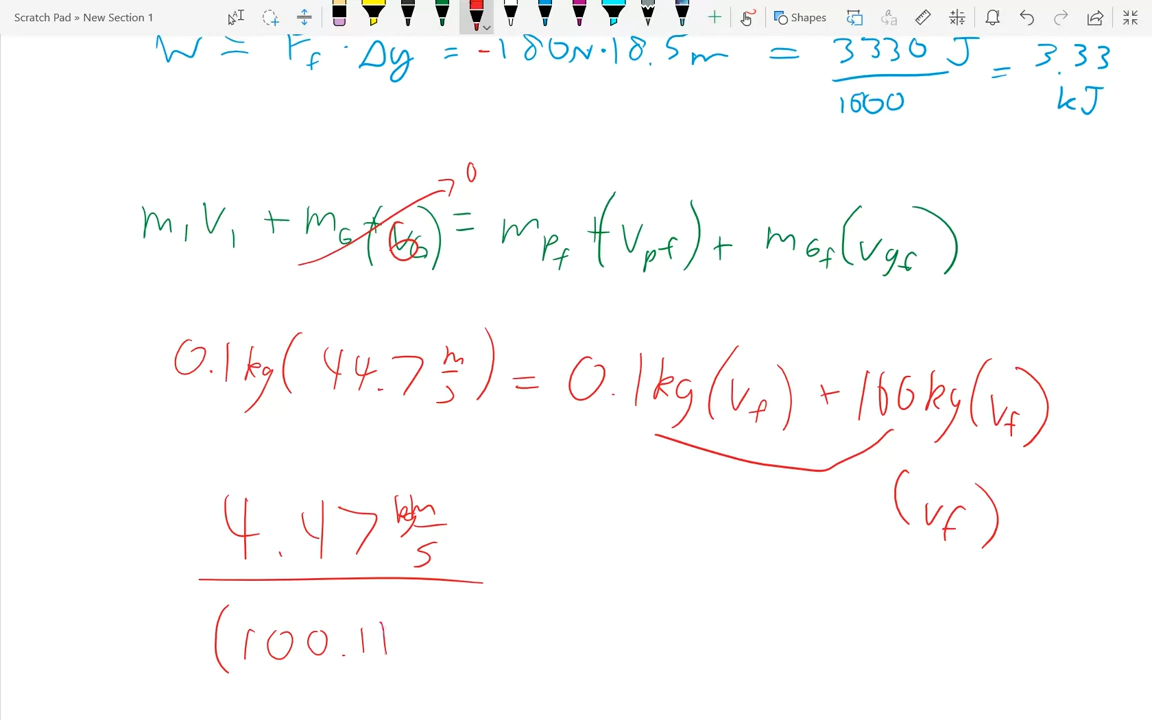 Scratch Pad » New Section 1 Shapes
W = F_f · Δy = -180N·18.5m = 3330 J / 1000 = 3.33 kJ
0
m₁V₁ + m_G (v_G) = m_Pf (v_pf) + m_Gf (v_gf)
0.1kg(44.7 m/s) = 0.1kg(v_f) + 100kg(v_f)
(v_f)
4.47 kgm/s
(100.11